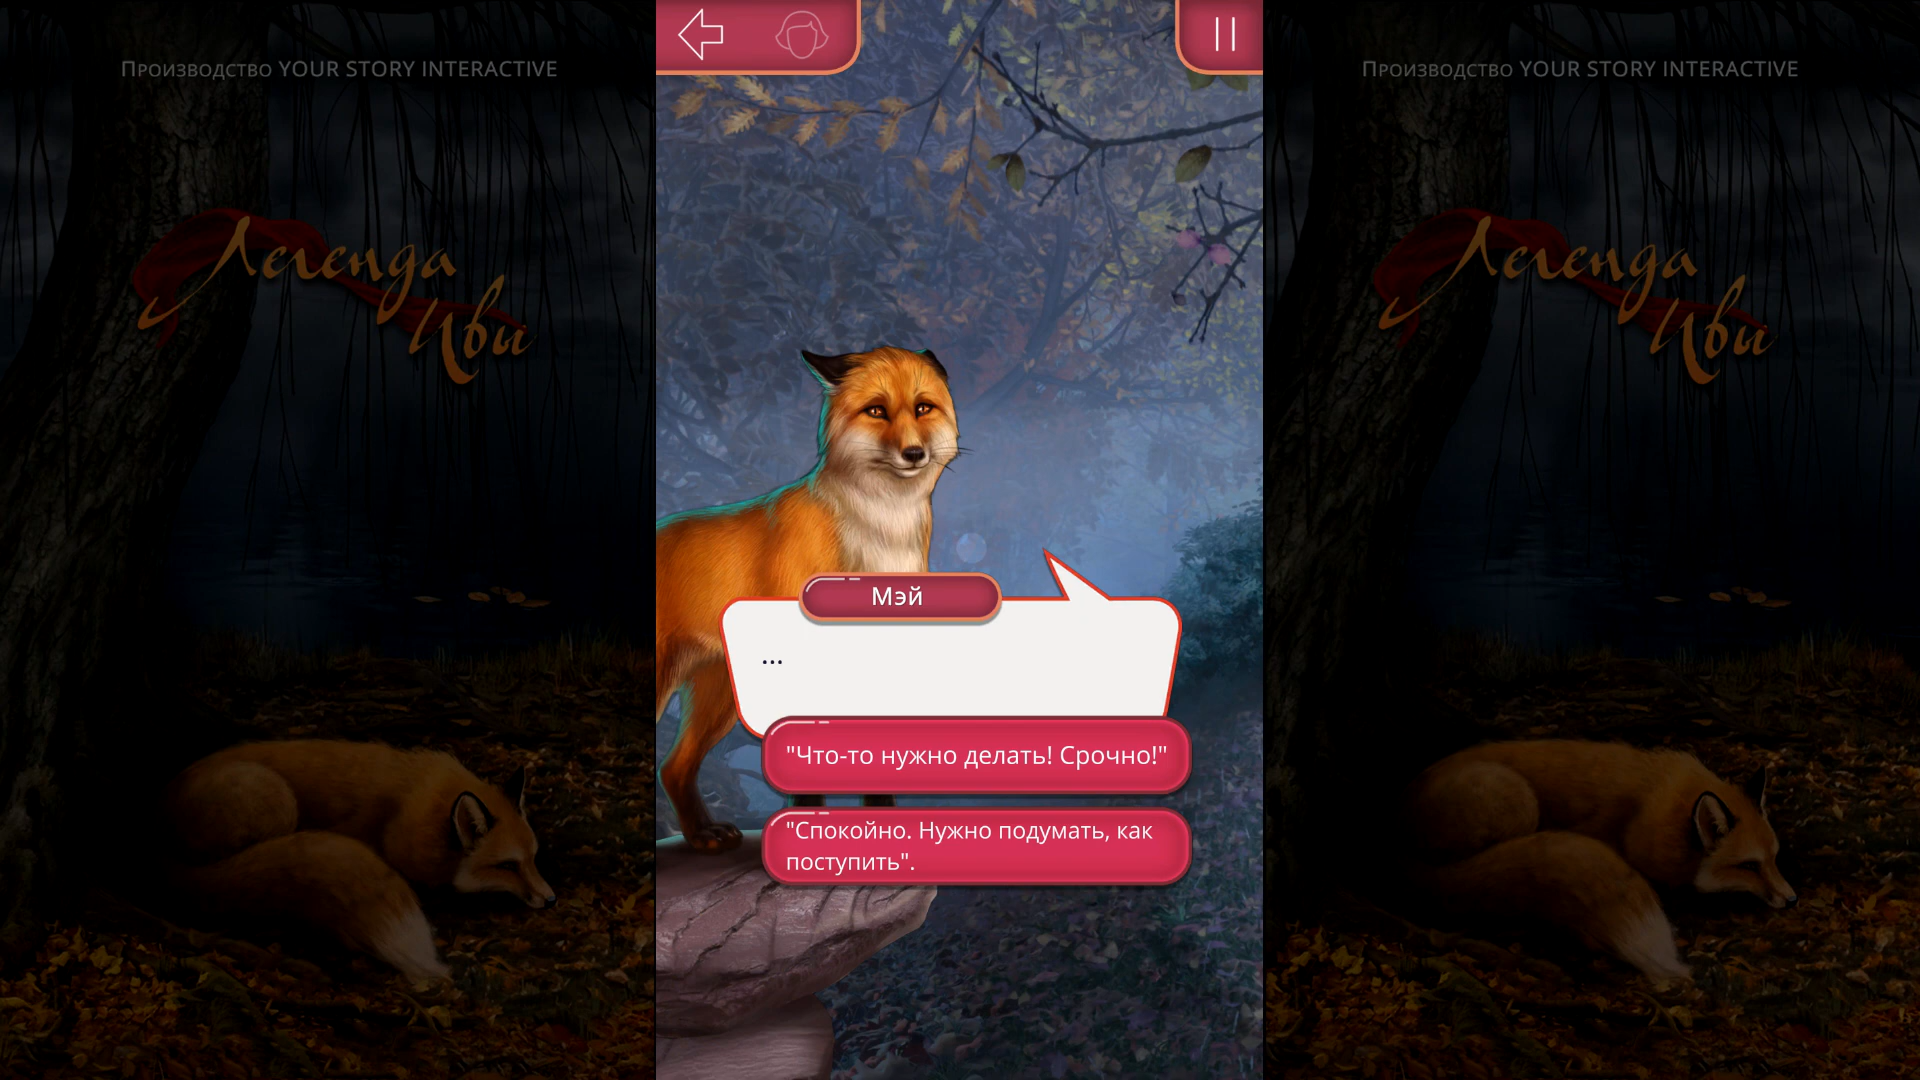 Производство YOUR STORY INTERACTIVE
Легенда
Ивы
Мэй
...
"Что-то нужно делать! Срочно!"
"Спокойно. Нужно подумать, как
поступить".
Производство YOUR STORY INTERACTIVE
Легенда
Ивы